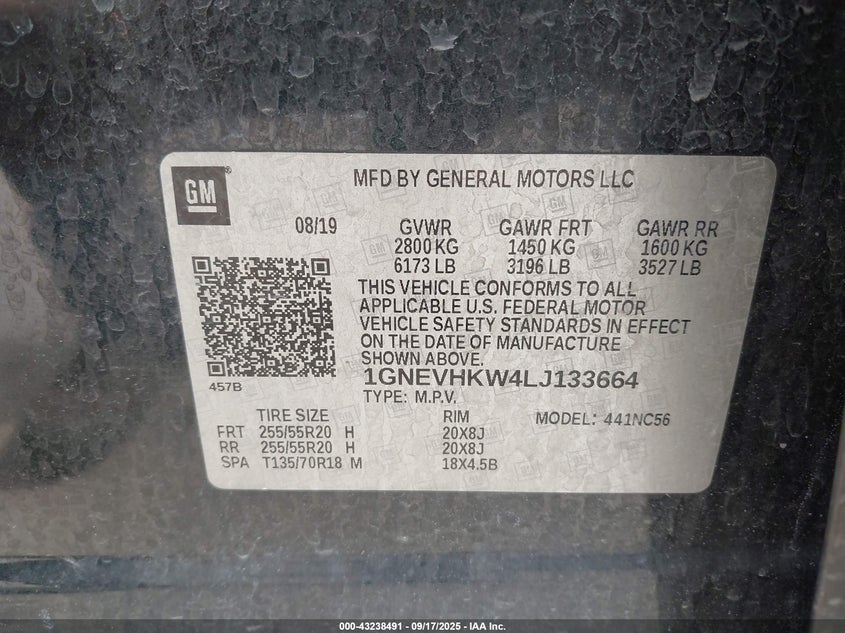 GM
MFD BY GENERAL MOTORS LLC
08/19
GVWR GAWR FRT GAWR RR
2800 KG 1450 KG 1600 KG
6173 LB 3196 LB 3527 LB
THIS VEHICLE CONFORMS TO ALL
APPLICABLE U.S. FEDERAL MOTOR
VEHICLE SAFETY STANDARDS IN EFFECT
ON THE DATE OF MANUFACTURE
SHOWN ABOVE.
457B
1GNEVHKW4LJ133664
TYPE: M.P.V.
TIRE SIZE RIM MODEL: 441NC56
FRT 255/55R20 H 20X8J
RR 255/55R20 H 20X8J
SPA T135/70R18 M 18X4.5B
000-43238491 - 09/17/2025 - IAA Inc.